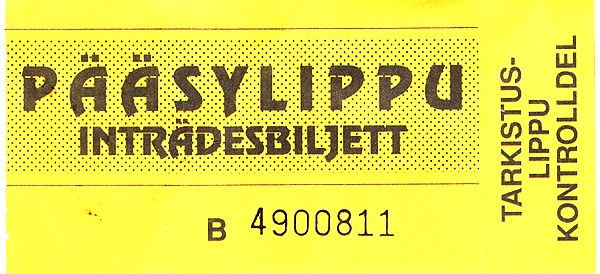 PÄÄSYLIPPU
INTRÄDESBILJETT
B 4900811
TARKISTUS-
LIPPU
KONTROLLDEL